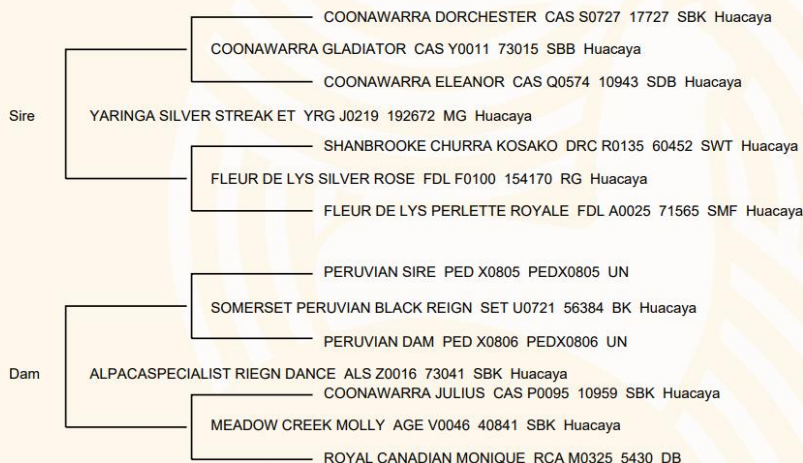 COONAWARRA DORCHESTER CAS S0727 17727 SBK Huacaya
COONAWARRA GLADIATOR CAS Y0011 73015 SBB Huacaya
COONAWARRA ELEANOR CAS Q0574 10943 SDB Huacaya
Sire YARINGA SILVER STREAK ET YRG J0219 192672 MG Huacaya
SHANBROOKE CHURRA KOSAKO DRC R0135 60452 SWT Huacaya
FLEUR DE LYS SILVER ROSE FDL F0100 154170 RG Huacaya
FLEUR DE LYS PERLETTE ROYALE FDL A0025 71565 SMF Huacaya
PERUVIAN SIRE PED X0805 PEDX0805 UN
SOMERSET PERUVIAN BLACK REIGN SET U0721 56384 BK Huacaya
PERUVIAN DAM PED X0806 PEDX0806 UN
Dam ALPACASPECIALIST RIEGN DANCE ALS Z0016 73041 SBK Huacaya
COONAWARRA JULIUS CAS P0095 10959 SBK Huacaya
MEADOW CREEK MOLLY AGE V0046 40841 SBK Huacaya
ROYAL CANADIAN MONIQUE RCA M0325 5430 DB